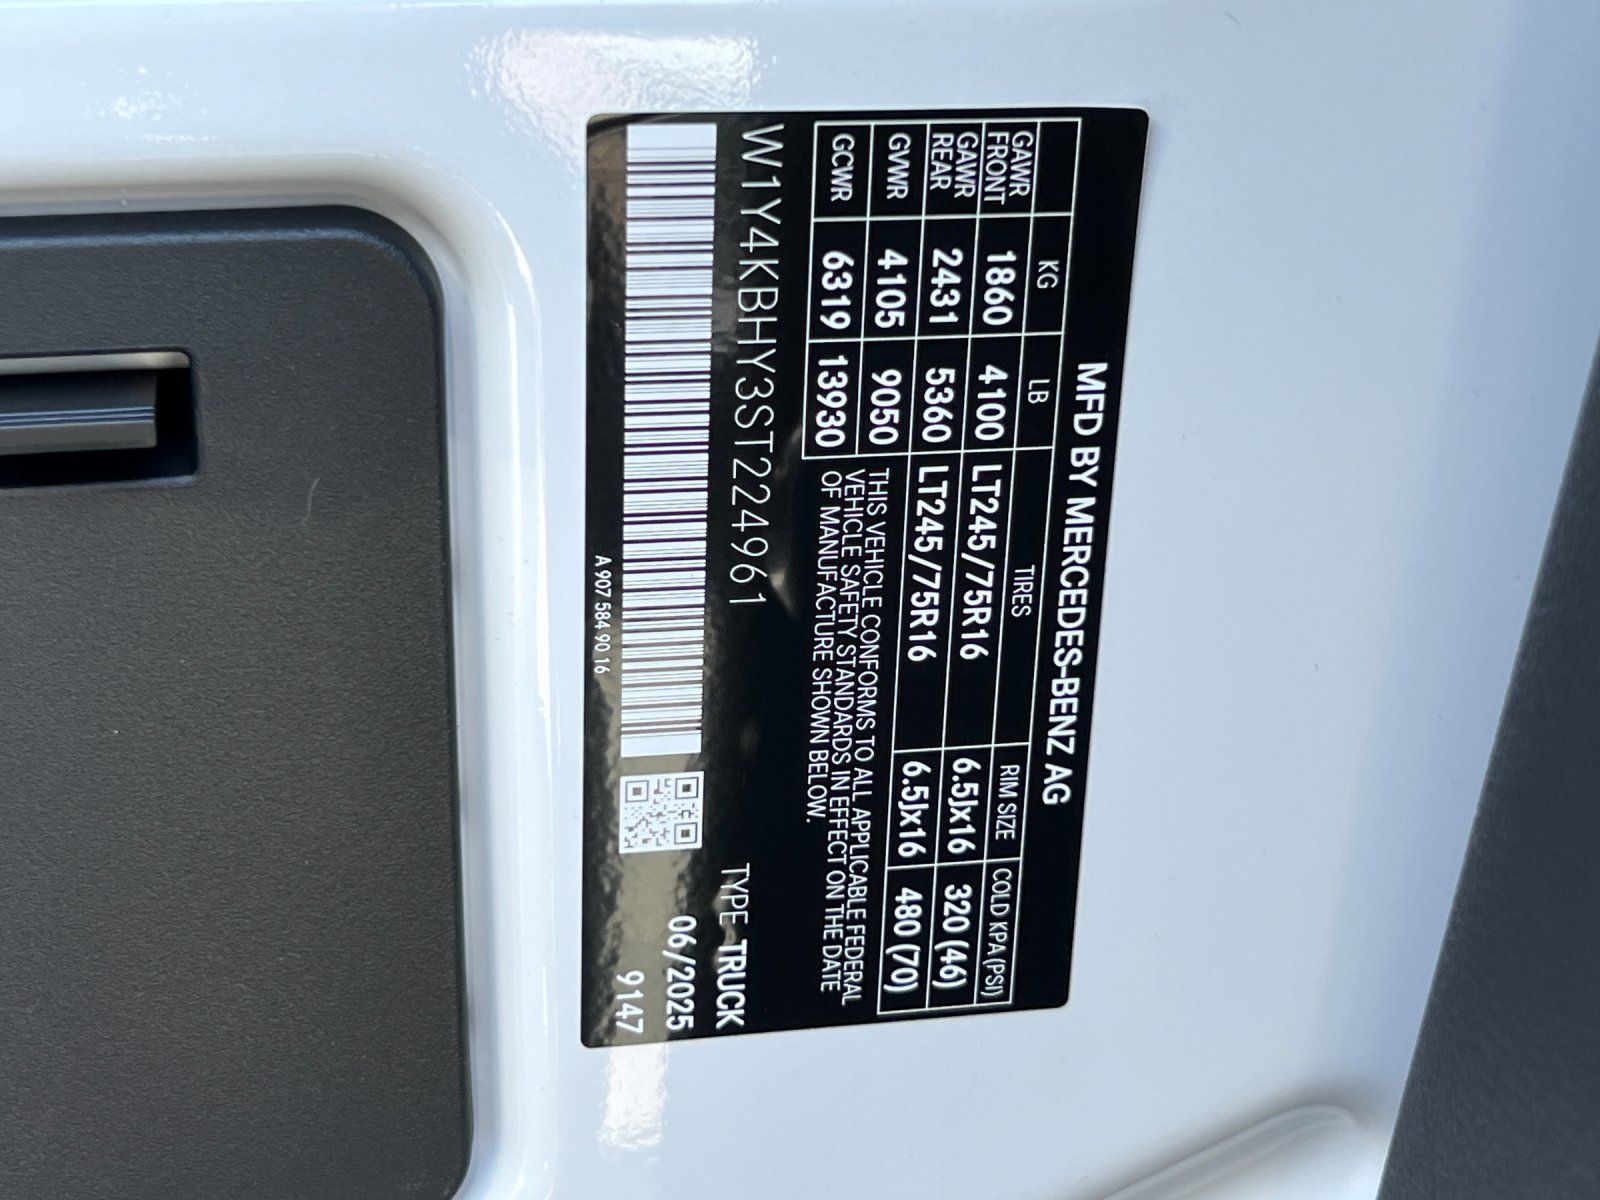 MFD BY MERCEDES-BENZ AG
KG LB TIRES RIM SIZE COLD KPA (PSI)
GAWR FRONT 1860 4100 LT245/75R16 6.5Jx16 320 (46)
GAWR REAR 2431 5360 LT245/75R16 6.5Jx16 480 (70)
GVWR 4105 9050
GCWR 6319 13930
THIS VEHICLE CONFORMS TO ALL APPLICABLE FEDERAL
VEHICLE SAFETY STANDARDS IN EFFECT ON THE DATE
OF MANUFACTURE SHOWN BELOW.
W1Y4KBHY3ST224961
TYPE TRUCK
06/2025
9147
A 907 584 90 16